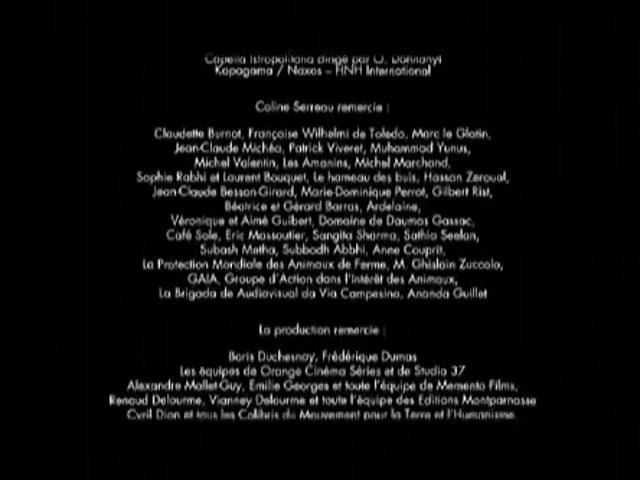 Capella Istropolitana dirigé par O. Dohnanyi
Kapagama / Naxos – HNH International
Coline Serreau remercie :
Claudette Burnot, Françoise Wilhelmi de Toledo, Marc le Glatin,
Jean-Claude Michéa, Patrick Viveret, Muhammad Yunus,
Michel Valentin, Les Amanins, Michel Marchand,
Sophie Rabhi et Laurent Bouquet, Le hameau des buis, Hassan Zeroual,
Jean-Claude Besson-Girard, Marie-Dominique Perrot, Gilbert Rist,
Béatrice et Gérard Barras, Ardelaine,
Véronique et Aimé Guibert, Domaine de Daumas Gassac,
Café Sole, Eric Massoutier, Sangita Sharma, Sathia Seelan,
Subash Metha, Subbodh Abbhi, Anne Couprit,
La Protection Mondiale des Animaux de Ferme, M. Ghislain Zuccolo,
GAIA, Groupe d'Action dans l'Intérêt des Animaux,
La Brigada de Audiovisual da Via Campesina, Ananda Guillet
La production remercie :
Boris Duchesnay, Frédérique Dumas
Les équipes de Orange Cinéma Séries et de Studio 37
Alexandre Mallet-Guy, Emilie Georges et toute l'équipe de Memento Films,
Renaud Delourme, Vianney Delourme et toute l'équipe des Editions Montparnasse
Cyril Dion et tous les Colibris du Mouvement pour la Terre et l'Humanisme